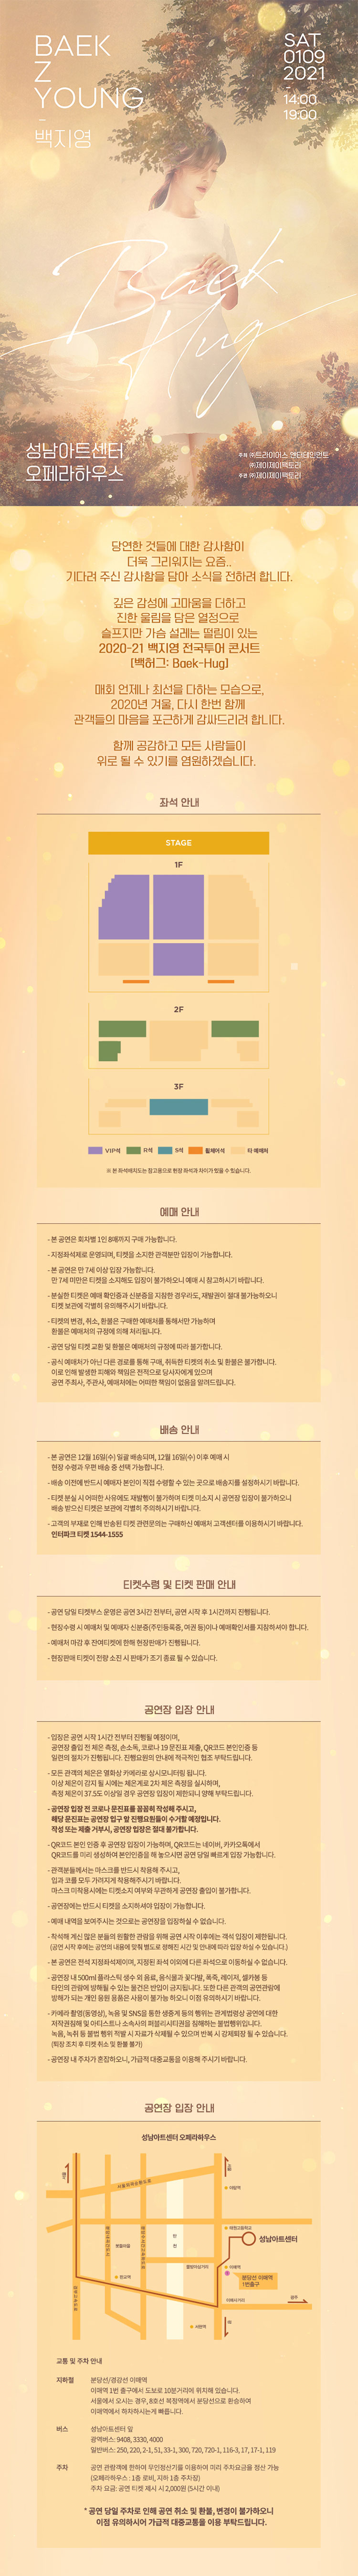 BAEK
Z
YOUNG
백지영
SAT
0109
2021
14:00
19:00
Baek
Hug
성남아트센터
오페라하우스
주최 ㈜트라이어스 엔터테인먼트
㈜제이제이팩토리
주관 ㈜제이제이팩토리
당연한 것들에 대한 감사함이
더욱 그리워지는 요즘..
기다려 주신 감사함을 담아 소식을 전하려 합니다.
깊은 감성에 고마움을 더하고
진한 울림을 담은 열정으로
슬프지만 가슴 설레는 떨림이 있는
2020-21 백지영 전국투어 콘서트
[백허그: Baek-Hug]
매회 언제나 최선을 다하는 모습으로,
2020년 겨울, 다시 한번 함께
관객들의 마음을 포근하게 감싸드리려 합니다.
함께 공감하고 모든 사람들이
위로 될 수 있기를 염원하겠습니다.
좌석 안내
STAGE
1F
2F
3F
VIP석 R석 S석 휠체어석 타 예매처
※ 본 좌석배치도는 참고용으로 현장 좌석과 차이가 있을 수 있습니다.
예매 안내
- 본 공연은 회차별 1인 8매까지 구매 가능합니다.
- 지정좌석제로 운영되며, 티켓을 소지한 관객분만 입장이 가능합니다.
- 본 공연은 만 7세 이상 입장 가능합니다.
만 7세 미만은 티켓을 소지해도 입장이 불가하오니 예매 시 참고하시기 바랍니다.
- 분실한 티켓은 예매 확인증과 신분증을 지참한 경우라도, 재발권이 절대 불가능하오니
티켓 보관에 각별히 유의해주시기 바랍니다.
- 티켓의 변경, 취소, 환불은 구매한 예매처를 통해서만 가능하며
환불은 예매처의 규정에 의해 처리됩니다.
- 공연 당일 티켓 교환 및 환불은 예매처의 규정에 따라 불가합니다.
- 공식 예매처가 아닌 다른 경로를 통해 구매, 취득한 티켓의 취소 및 환불은 불가합니다.
이로 인해 발생한 피해와 책임은 전적으로 당사자에게 있으며
공연 주최사, 주관사, 예매처에는 어떠한 책임이 없음을 알려드립니다.
배송 안내
- 본 공연은 12월 16일(수) 일괄 배송되며, 12월 16일(수) 이후 예매 시
현장 수령과 우편 배송 중 선택 가능합니다.
- 배송 이전에 반드시 예매자 본인이 직접 수령할 수 있는 곳으로 배송지를 설정하시기 바랍니다.
- 티켓 분실 시 어떠한 사유에도 재발행이 불가하며 티켓 미소지 시 공연장 입장이 불가하오니
배송 받으신 티켓은 보관에 각별히 주의하시기 바랍니다.
- 고객의 부재로 인해 반송된 티켓 관련문의는 구매하신 예매처 고객센터를 이용하시기 바랍니다.
인터파크 티켓 1544-1555
티켓수령 및 티켓 판매 안내
- 공연 당일 티켓부스 운영은 공연 3시간 전부터, 공연 시작 후 1시간까지 진행됩니다.
- 현장수령 시 예매처 및 예매자 신분증(주민등록증, 여권 등)이나 예매확인서를 지참하셔야 합니다.
- 예매처 마감 후 잔여티켓에 한해 현장판매가 진행됩니다.
- 현장판매 티켓이 전량 소진 시 판매가 조기 종료 될 수 있습니다.
공연장 입장 안내
- 입장은 공연 시작 1시간 전부터 진행될 예정이며,
공연장 출입 전 체온 측정, 손소독, 코로나 19 문진표 제출, QR코드 본인인증 등
일련의 절차가 진행됩니다. 진행요원의 안내에 적극적인 협조 부탁드립니다.
- 모든 관객의 체온은 열화상 카메라로 상시모니터링 됩니다.
이상 체온이 감지 될 시에는 체온계로 2차 체온 측정을 실시하며,
측정 체온이 37.5도 이상일 경우 공연장 입장이 제한되니 양해 부탁드립니다.
- 공연장 입장 전 코로나 문진표를 꼼꼼히 작성해 주시고,
해당 문진표는 공연장 입구 앞 진행요원들이 수거할 예정입니다.
작성 또는 제출 거부시, 공연장 입장은 절대 불가합니다.
- QR코드 본인 인증 후 공연장 입장이 가능하며, QR코드는 네이버, 카카오톡에서
QR코드를 미리 생성하여 본인인증을 해 놓으시면 공연 당일 빠르게 입장 가능합니다.
- 관객분들께서는 마스크를 반드시 착용해 주시고,
입과 코를 모두 가려지게 착용해주시기 바랍니다.
마스크 미착용시에는 티켓소지 여부와 무관하게 공연장 출입이 불가합니다.
- 공연장에는 반드시 티켓을 소지하셔야 입장이 가능합니다.
- 예매 내역을 보여주시는 것으로는 공연장을 입장하실 수 없습니다.
- 착석해 계신 많은 분들의 원활한 관람을 위해 공연 시작 이후에는 객석 입장이 제한됩니다.
(공연 시작 후에는 공연의 내용에 맞춰 별도로 정해진 시간 및 안내에 따라 입장 하실 수 있습니다.)
- 본 공연은 전석 지정좌석제이며, 지정된 좌석 이외에 다른 좌석으로 이동하실 수 없습니다.
- 공연장 내 500ml 플라스틱 생수 외 음료, 음식물과 꽃다발, 폭죽, 레이저, 셀카봉 등
타인의 관람에 방해될 수 있는 물건은 반입이 금지됩니다. 또한 다른 관객의 공연관람에
방해가 되는 개인 응원 용품은 사용이 불가능 하오니 이점 유의하시기 바랍니다.
- 카메라 촬영(동영상), 녹음 및 SNS을 통한 생중계 등의 행위는 관계법령상 공연에 대한
저작권침해 및 아티스트나 소속사의 퍼블리시티권을 침해하는 불법행위입니다.
녹음, 녹취 등 불법 행위 적발 시 자료가 삭제될 수 있으며 반복 시 강제퇴장 될 수 있습니다.
(퇴장 조치 후 티켓 취소 및 환불 불가)
- 공연장 내 주차가 혼잡하오니, 가급적 대중교통을 이용해 주시기 바랍니다.
공연장 입장 안내
성남아트센터 오페라하우스
서울외곽순환도로
야탑역
태원고등학교
성남아트센터
탄
천
이매역
분당선 이매역
1번출구
판교역
이매사거리
광주
서현역
교통 및 주차 안내
지하철 분당선/경강선 이매역
이매역 1번 출구에서 도보로 10분거리에 위치해 있습니다.
서울에서 오시는 경우, 8호선 복정역에서 분당선으로 환승하여
이매역에서 하차하시는게 빠릅니다.
버스 성남아트센터 앞
광역버스: 9408, 3330, 4000
일반버스: 250, 220, 2-1, 51, 33-1, 300, 720, 720-1, 116-3, 17, 17-1, 119
주차 공연 관람객에 한하여 무인정산기를 이용하여 미리 주차요금을 정산 가능
(오페라하우스 : 1층 로비, 지하 1층 주차장)
주차 요금: 공연 티켓 제시 시 2,000원 (5시간 이내)
* 공연 당일 주차로 인해 공연 취소 및 환불, 변경이 불가하오니
이점 유의하시어 가급적 대중교통을 이용 부탁드립니다.